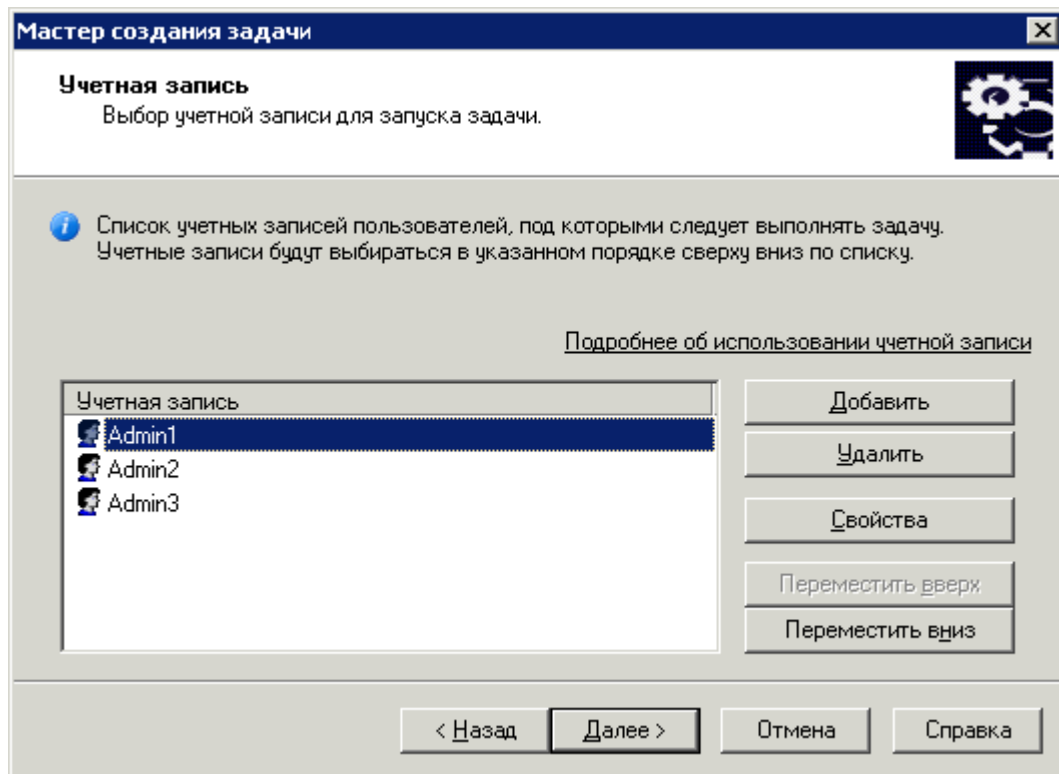 Мастер создания задачи
Учетная запись
Выбор учетной записи для запуска задачи.
Список учетных записей пользователей, под которыми следует выполнять задачу.
Учетные записи будут выбираться в указанном порядке сверху вниз по списку.
Подробнее об использовании учетной записи
Учетная запись
Admin1
Admin2
Admin3
Добавить
Удалить
Свойства
Переместить вверх
Переместить вниз
< Назад
Далее >
Отмена
Справка